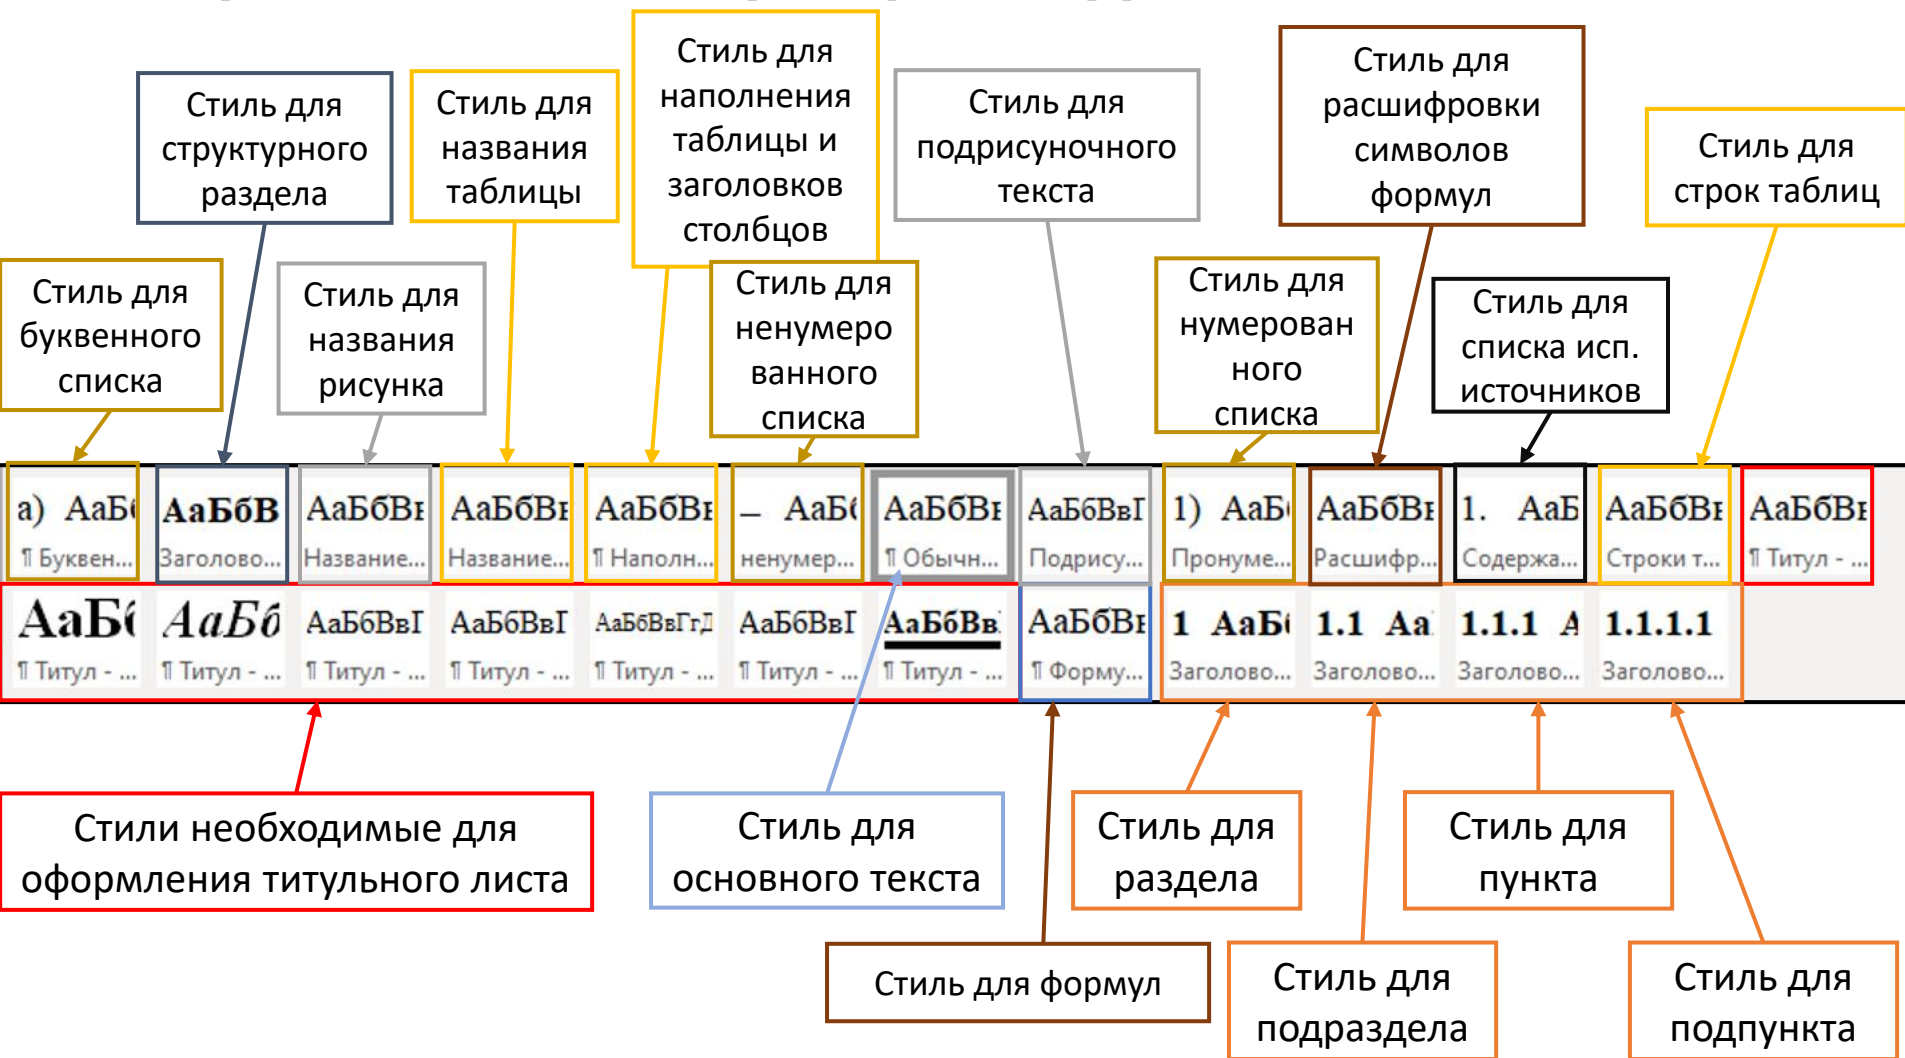 Стиль для
структурного
раздела
Стиль для
названия
таблицы
Стиль для
наполнения
таблицы и
заголовков
столбцов
Стиль для
подрисуночного
текста
Стиль для
расшифровки
символов
формул
Стиль для
строк таблиц
Стиль для
буквенного
списка
Стиль для
названия
рисунка
Стиль для
ненумеро
ванного
списка
Стиль для
нумерован
ного
списка
Стиль для
списка исп.
источников
а) АаБб АаБбВ АаБбВв АаБбВв АаБбВв – АаБб АаБбВв АаБбВвГ 1) АаБб АаБбВв 1. АаБ АаБбВв АаБбВв
¶ Буквен... Заголово... Название... Название... ¶ Наполн... ненумер... ¶ Обычн... Подрису... Пронуме... Расшифр... Содержа... Строки т... ¶ Титул - ...
АаБб АаБб АаБбВвГ АаБбВвГ АаБбВвГгД АаБбВвГ АаБбВв АаБбВв 1 АаБб 1.1 Аа 1.1.1 А 1.1.1.1
¶ Титул - ... ¶ Титул - ... ¶ Титул - ... ¶ Титул - ... ¶ Титул - ... ¶ Титул - ... ¶ Титул - ... ¶ Форму... Заголово... Заголово... Заголово... Заголово...
Стили необходимые для
оформления титульного листа
Стиль для
основного текста
Стиль для
раздела
Стиль для
пункта
Стиль для формул
Стиль для
подраздела
Стиль для
подпункта